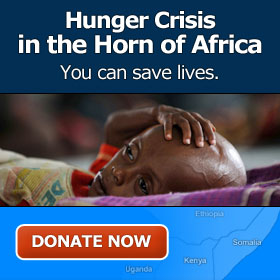 Hunger Crisis
in the Horn of Africa
You can save lives.
Ethiopia
Somalia
Kenya
Uganda
DONATE NOW